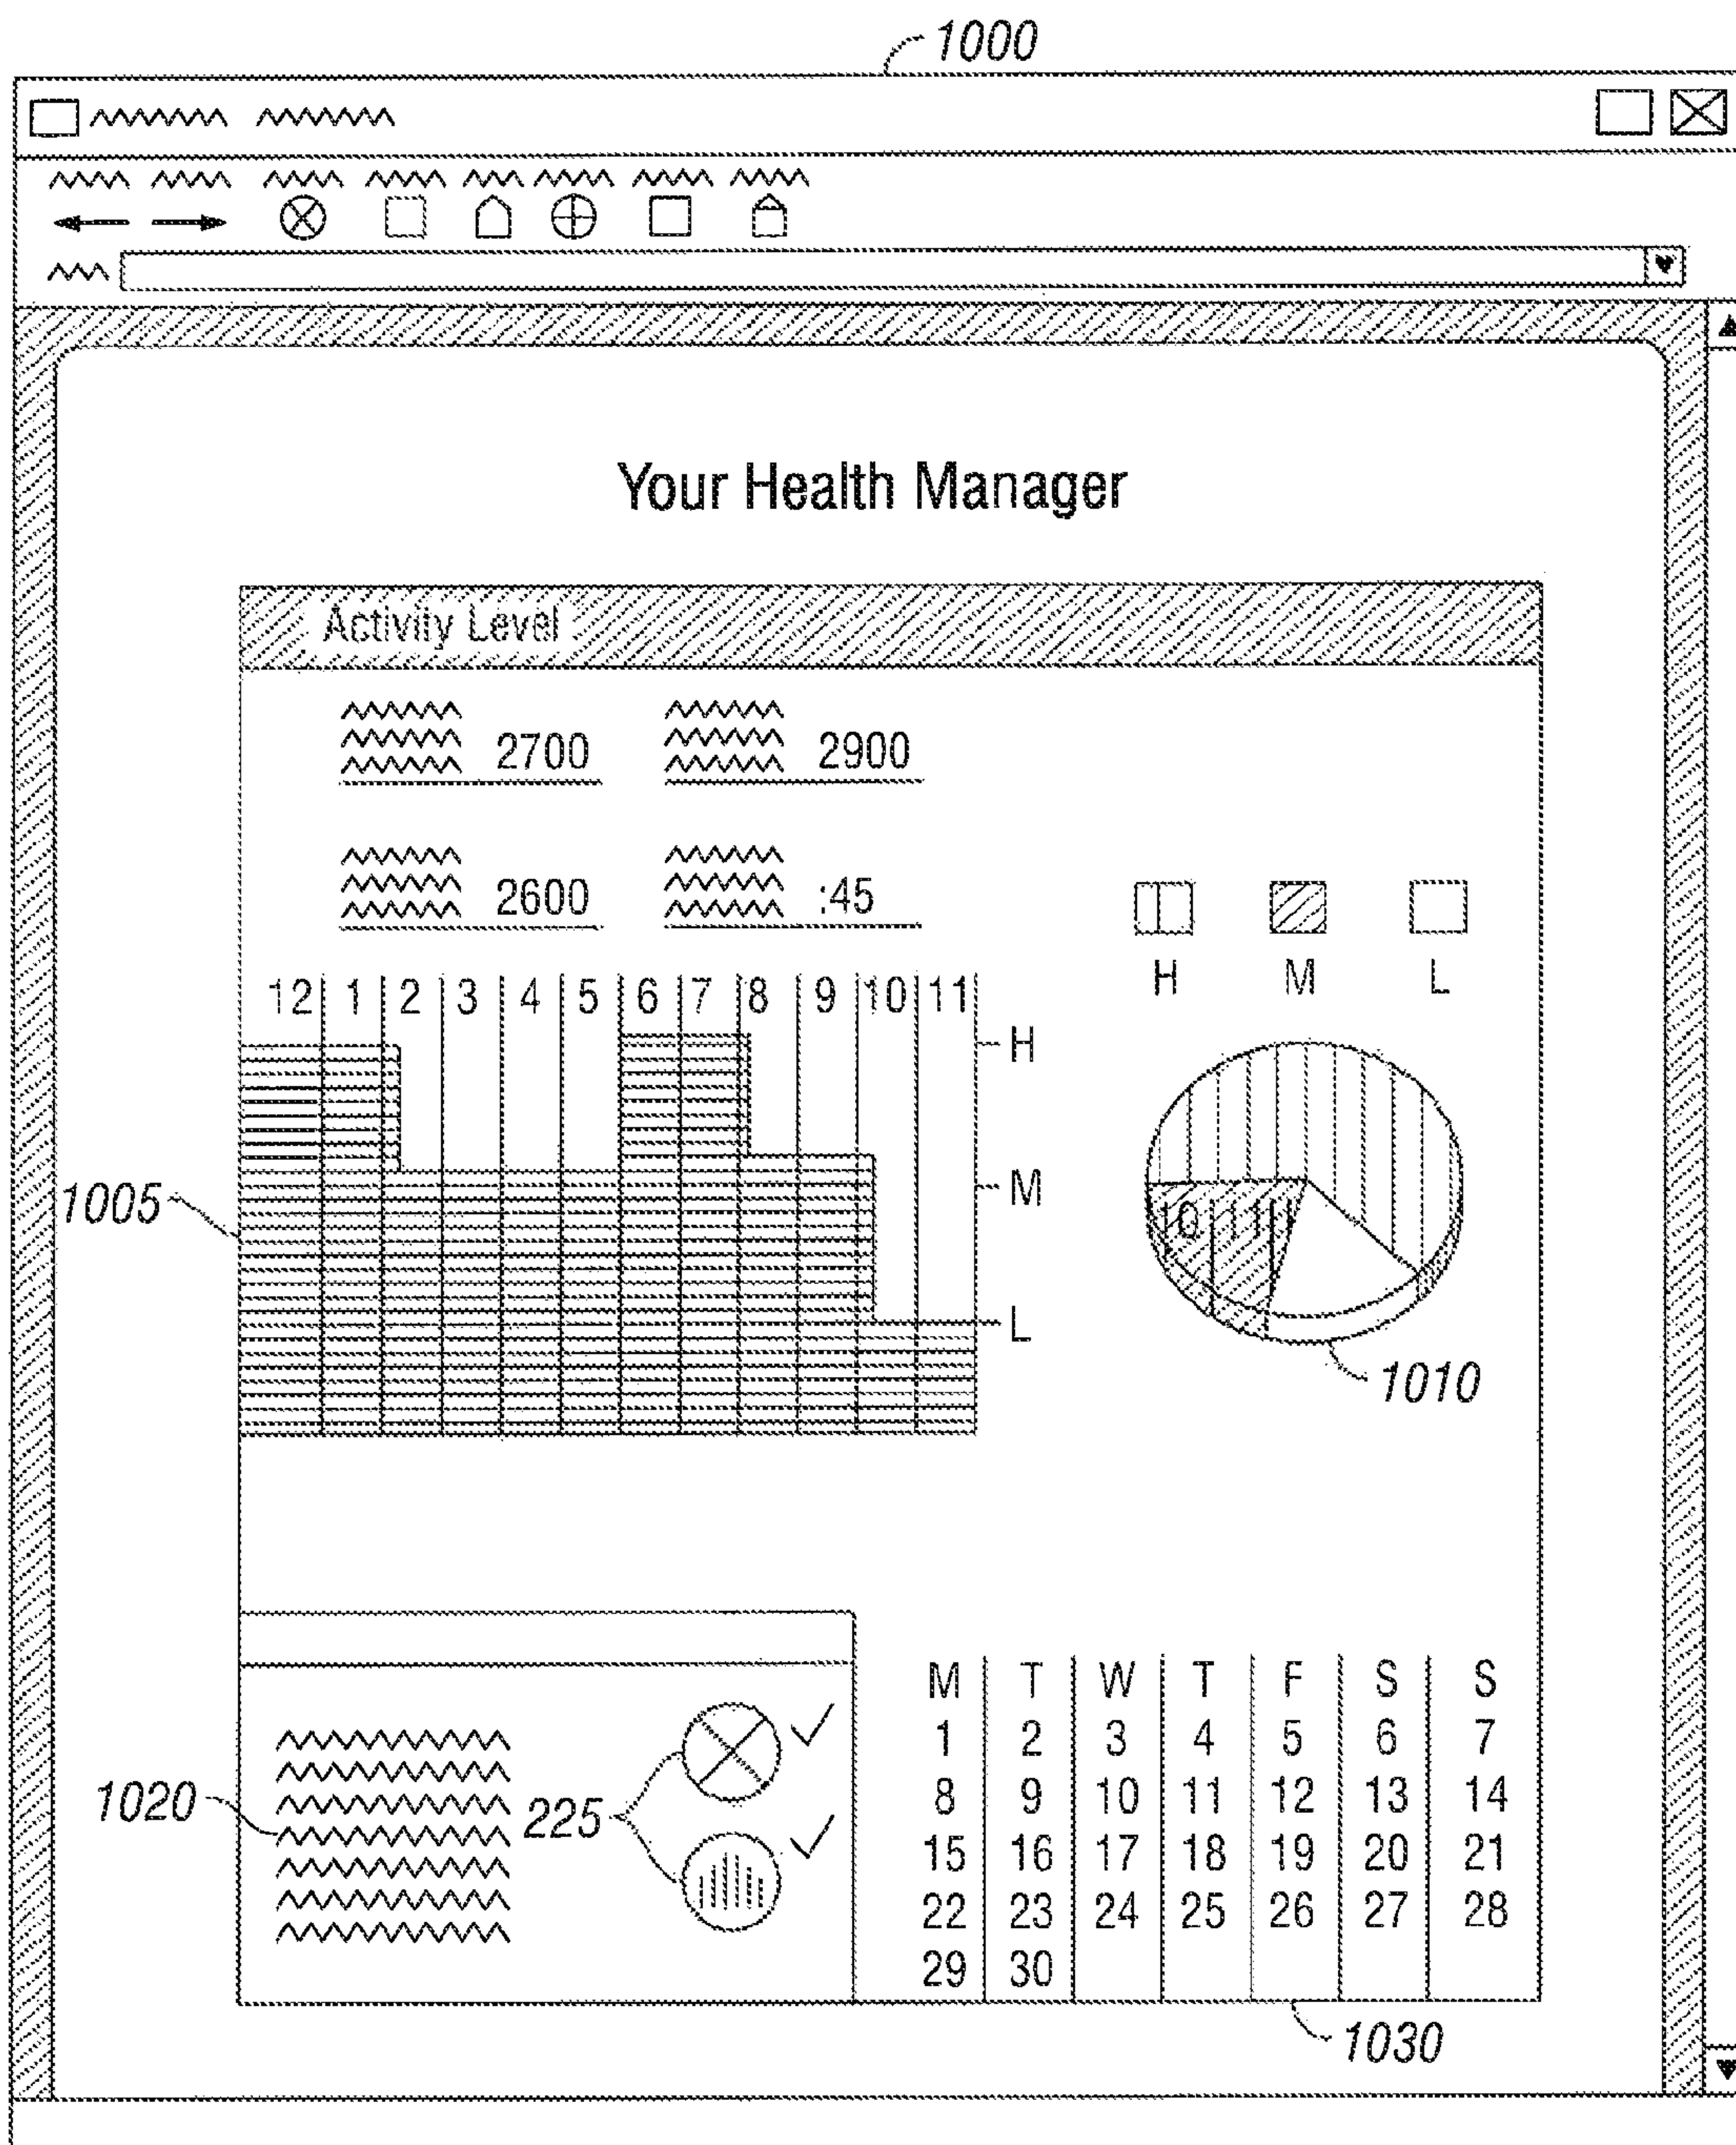 1000
Your Health Manager
Activity Level
2700 2900
2600 :45
H M L
12 1 2 3 4 5 6 7 8 9 10 11
H
M
L
1005
1010
M T W T F S S
1 2 3 4 5 6 7
8 9 10 11 12 13 14
15 16 17 18 19 20 21
22 23 24 25 26 27 28
29 30
1020
225
1030